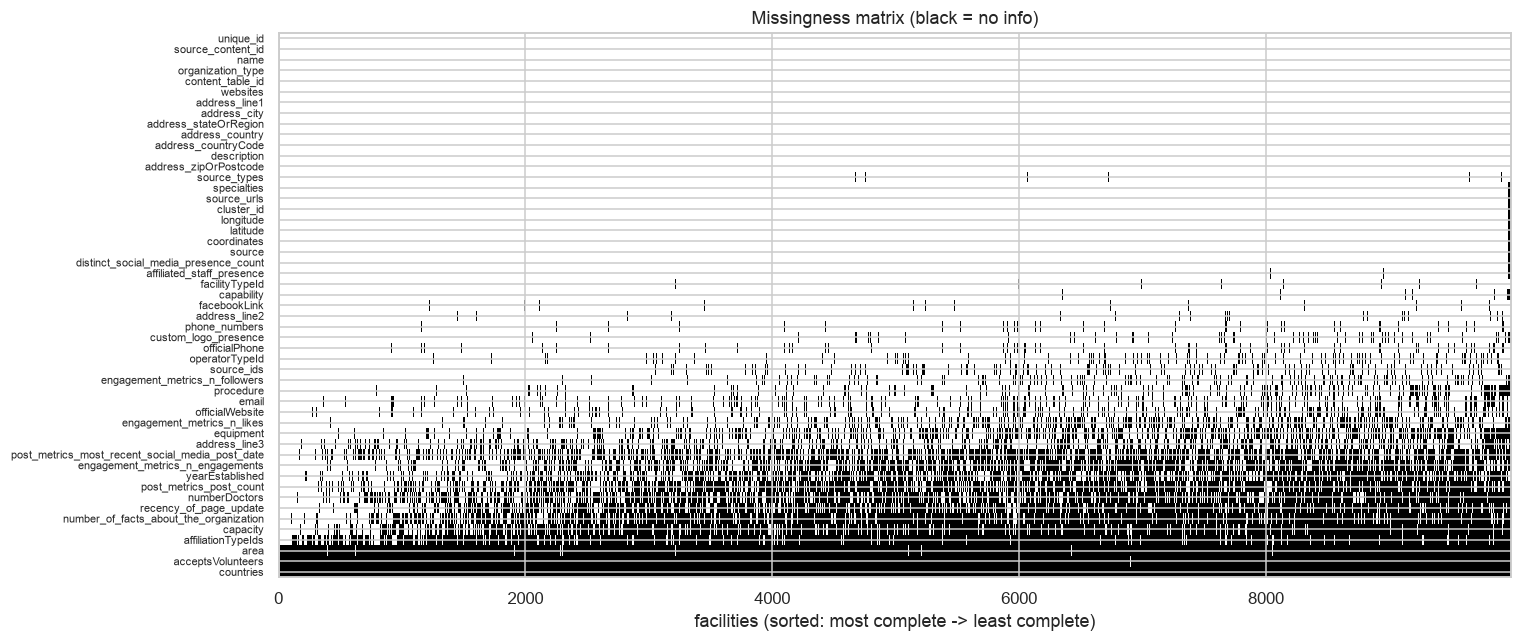 Missingness matrix (black = no info)
unique_id
source_content_id
name
organization_type
content_table_id
websites
address_line1
address_city
address_stateOrRegion
address_country
address_countryCode
description
address_zipOrPostcode
source_types
specialties
source_urls
cluster_id
longitude
latitude
coordinates
source
distinct_social_media_presence_count
affiliated_staff_presence
facilityTypeId
capability
facebookLink
address_line2
phone_numbers
custom_logo_presence
officialPhone
operatorTypeId
source_ids
engagement_metrics_n_followers
procedure
email
officialWebsite
engagement_metrics_n_likes
equipment
address_line3
post_metrics_most_recent_social_media_post_date
engagement_metrics_n_engagements
yearEstablished
post_metrics_post_count
numberDoctors
recency_of_page_update
number_of_facts_about_the_organization
capacity
affiliationTypeIds
area
acceptsVolunteers
countries
0 2000 4000 6000 8000
facilities (sorted: most complete -> least complete)